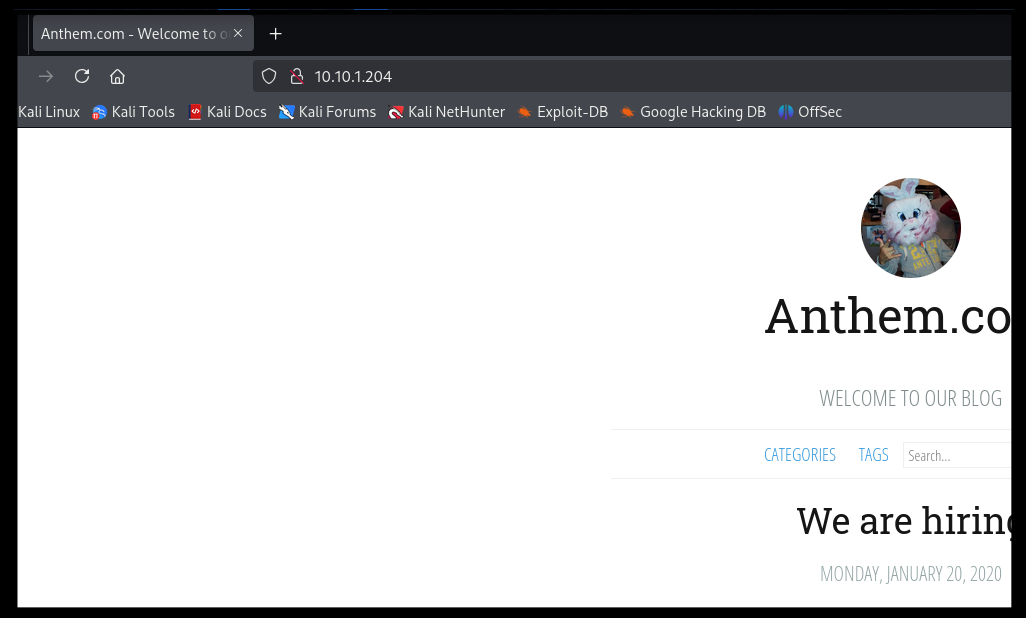 Anthem.com - Welcome to o
10.10.1.204
Kali Linux Kali Tools Kali Docs Kali Forums Kali NetHunter Exploit-DB Google Hacking DB OffSec
Anthem.co
WELCOME TO OUR BLOG
CATEGORIES TAGS Search...
We are hiring
MONDAY, JANUARY 20, 2020